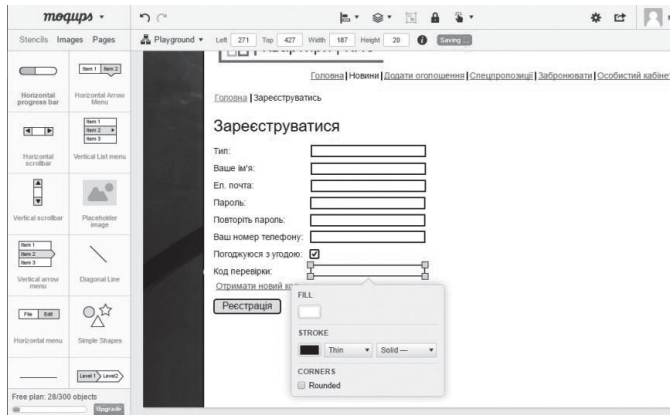 moqups
Stencils Images Pages
Playground Left 271 Top 427 Width 187 Height 20 Saving...
Головна | Новини | Додати оголошення | Спецпропозиції | Забронювати | Особистий кабінет
Головна | Зареєструватись
Зареєструватися
Тип:
Ваше ім'я:
Ел. почта:
Пароль:
Повторіть пароль:
Ваш номер телефону:
Погоджуюся з угодою:
Код перевірки:
Отримати новий
Реєстрація
FILL
STROKE
Thin Solid —
CORNERS
Rounded
Item 1 Item 2
Horizontal progress bar
Horizontal Arrow Menu
Item 1
Item 2
Item 3
Horizontal scrollbar
Vertical List menu
Vertical scrollbar
Placeholder image
Item 1
Item 2
Item 3
Vertical arrow menu
Diagonal Line
File Edit
Horizontal menu
Simple Shapes
Level 1 Level2
Free plan: 28/300 objects
Upgrade